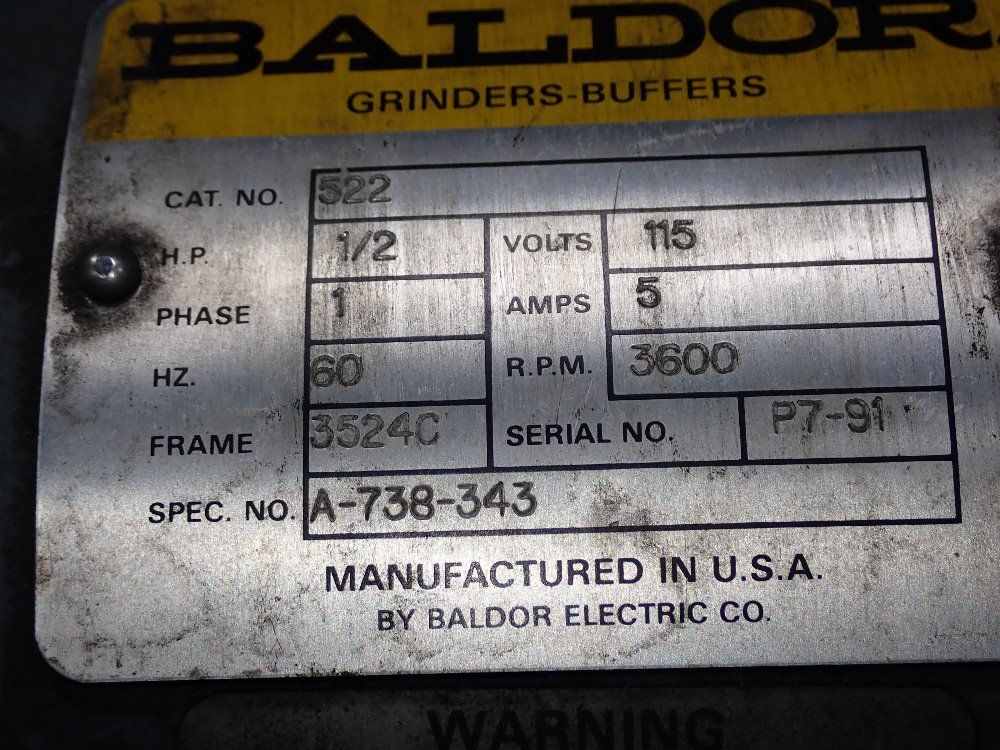 BALDOR
GRINDERS-BUFFERS
CAT. NO. 522
H.P. 1/2 VOLTS 115
PHASE 1 AMPS 5
HZ. 60 R.P.M. 3600
FRAME 3524C SERIAL NO. P7-91
SPEC. NO. A-738-343
MANUFACTURED IN U.S.A.
BY BALDOR ELECTRIC CO.
WARNING